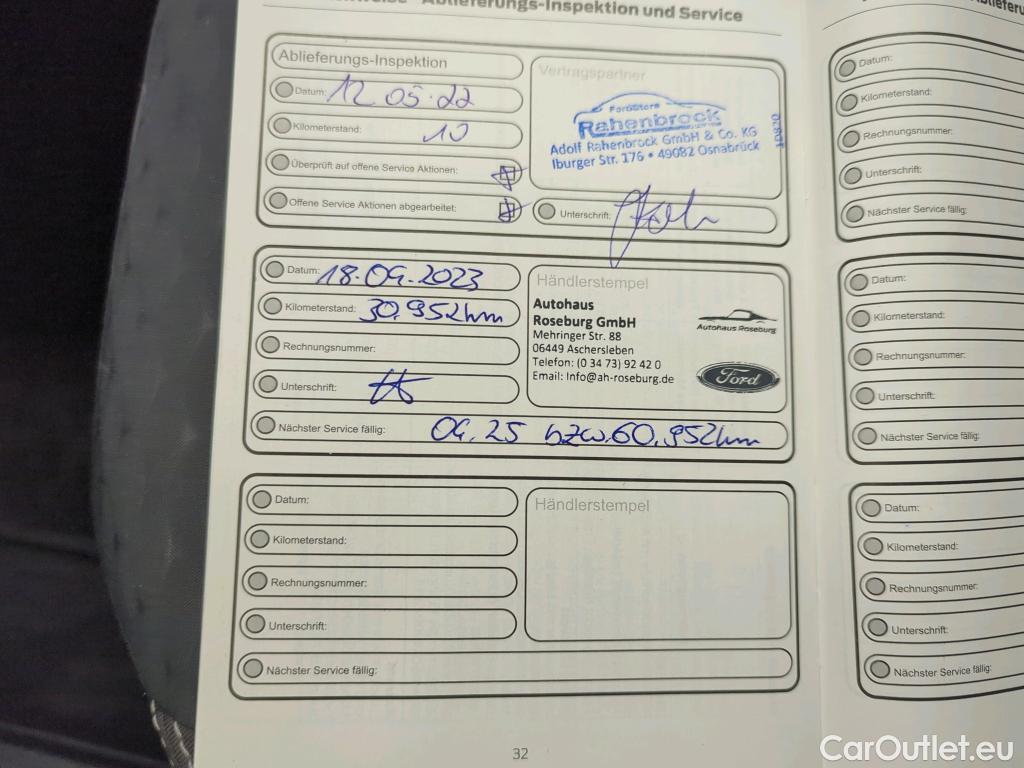 Ablieferungs-Inspektion und Service
Ablieferungs-Inspektion
Datum: 12.05.22
Kilometerstand: 10
Überprüft auf offene Service Aktionen:
Offene Service Aktionen abgearbeitet:
Vertragspartner
FordStore
Rahenbrock
Adolf Rahenbrock GmbH & Co. KG
Iburger Str. 176 • 49082 Osnabrück
Unterschrift:
Datum: 18.09.2023
Kilometerstand: 30.952km
Rechnungsnummer:
Unterschrift:
Nächster Service fällig: 09.25 bzw. 60.952km
Händlerstempel
Autohaus
Roseburg GmbH
Mehringer Str. 88
06449 Aschersleben
Telefon: (0 34 73) 92 42 0
Email: Info@ah-roseburg.de
Autohaus Roseburg
Ford
Datum:
Kilometerstand:
Rechnungsnummer:
Unterschrift:
Nächster Service fällig:
Händlerstempel
32
Datum:
Kilometerstand:
Rechnungsnummer:
Unterschrift:
Nächster Service fällig:
Datum:
Kilometerstand:
Rechnungsnummer:
Unterschrift:
Nächster Service fällig:
Datum:
Kilometerstand:
Rechnungsnummer:
Unterschrift:
Nächster Service fällig:
CarOutlet.eu